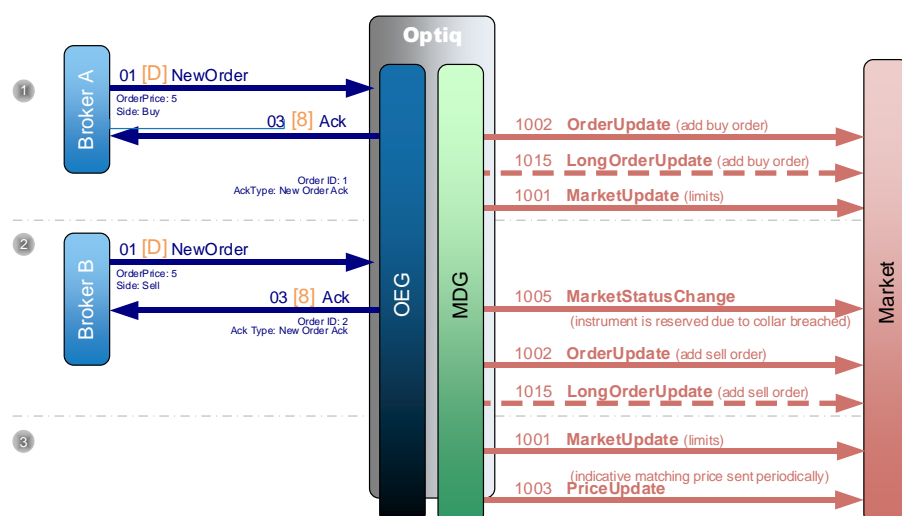 Optiq
1
Broker A
01 [D] NewOrder
OrderPrice: 5
Side: Buy
03 [8] Ack
Order ID: 1
AckType: New Order Ack
1002 OrderUpdate (add buy order)
1015 LongOrderUpdate (add buy order)
1001 MarketUpdate (limits)
2
Broker B
01 [D] NewOrder
OrderPrice: 5
Side: Sell
03 [8] Ack
Order ID: 2
Ack Type: New Order Ack
OEG
MDG
Market
1005 MarketStatusChange
(instrument is reserved due to collar breached)
1002 OrderUpdate (add sell order)
1015 LongOrderUpdate (add sell order)
3
1001 MarketUpdate (limits)
(indicative matching price sent periodically)
1003 PriceUpdate